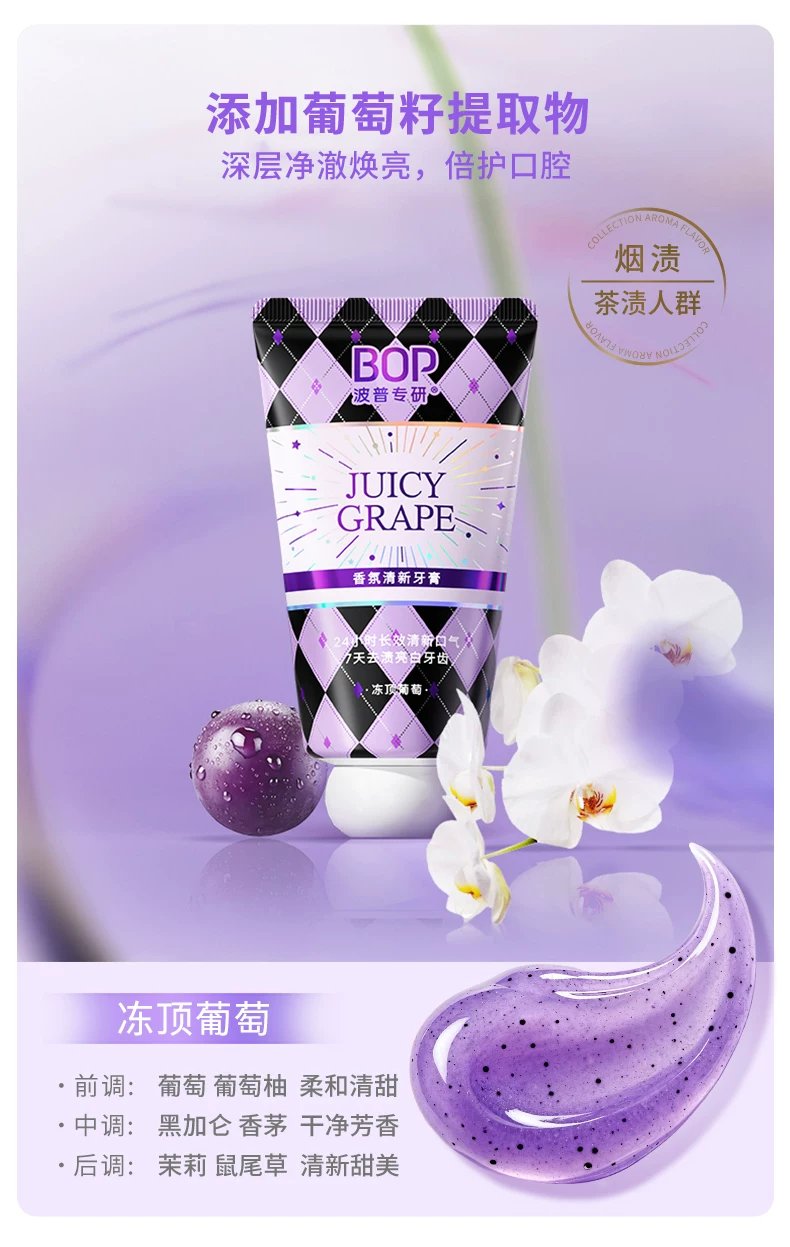 添加葡萄籽提取物
深层净澈焕亮，倍护口腔
COLLECTION AROMA FLAVOR
烟渍
茶渍人群
COLLECTION AROMA FLAVOR
BOP
波普专研®
JUICY
GRAPE
香氛清新牙膏
24小时长效清新口气
7天去渍亮白牙齿
·冻顶葡萄·
冻顶葡萄
·前调: 葡萄 葡萄柚 柔和清甜
·中调: 黑加仑 香茅 干净芳香
·后调: 茉莉 鼠尾草 清新甜美